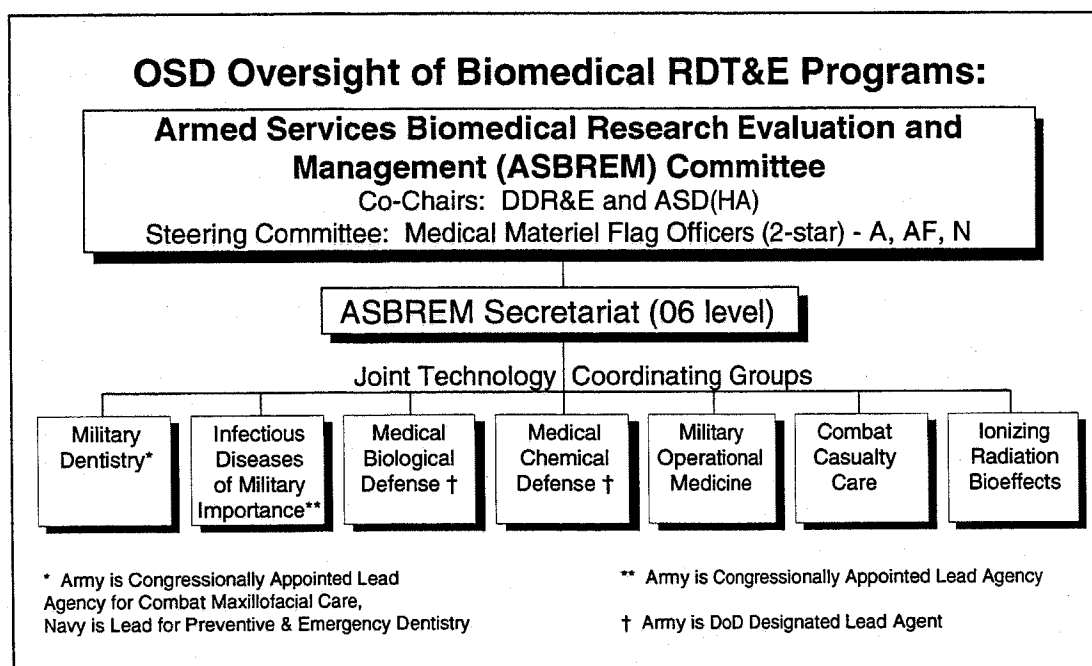 OSD Oversight of Biomedical RDT&E Programs:
Armed Services Biomedical Research Evaluation and
Management (ASBREM) Committee
Co-Chairs: DDR&E and ASD(HA)
Steering Committee: Medical Materiel Flag Officers (2-star) - A, AF, N
ASBREM Secretariat (06 level)
Joint Technology Coordinating Groups
Military
Dentistry*
Infectious
Diseases
of Military
Importance**
Medical
Biological
Defense †
Medical
Chemical
Defense †
Military
Operational
Medicine
Combat
Casualty
Care
Ionizing
Radiation
Bioeffects
* Army is Congressionally Appointed Lead
Agency for Combat Maxillofacial Care,
Navy is Lead for Preventive & Emergency Dentistry
** Army is Congressionally Appointed Lead Agency
† Army is DoD Designated Lead Agent